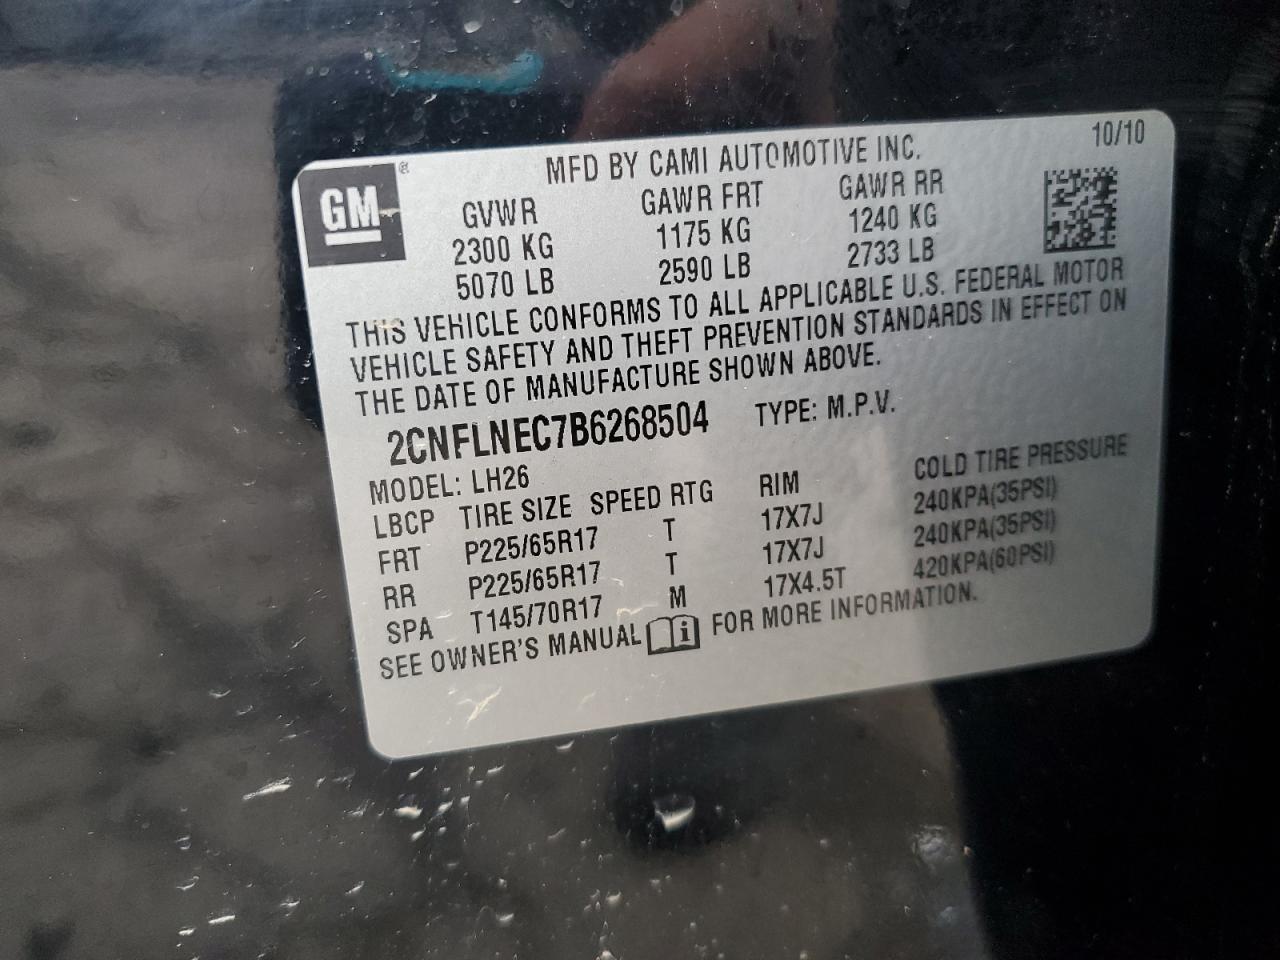 MFD BY CAMI AUTOMOTIVE INC. 10/10
GM®
GVWR GAWR FRT GAWR RR
2300 KG 1175 KG 1240 KG
5070 LB 2590 LB 2733 LB
THIS VEHICLE CONFORMS TO ALL APPLICABLE U.S. FEDERAL MOTOR
VEHICLE SAFETY AND THEFT PREVENTION STANDARDS IN EFFECT ON
THE DATE OF MANUFACTURE SHOWN ABOVE.
2CNFLNEC7B6268504 TYPE: M.P.V.
MODEL: LH26
LBCP TIRE SIZE SPEED RTG RIM COLD TIRE PRESSURE
FRT P225/65R17 T 17X7J 240KPA(35PSI)
RR P225/65R17 T 17X7J 240KPA(35PSI)
SPA T145/70R17 M 17X4.5T 420KPA(60PSI)
SEE OWNER'S MANUAL FOR MORE INFORMATION.